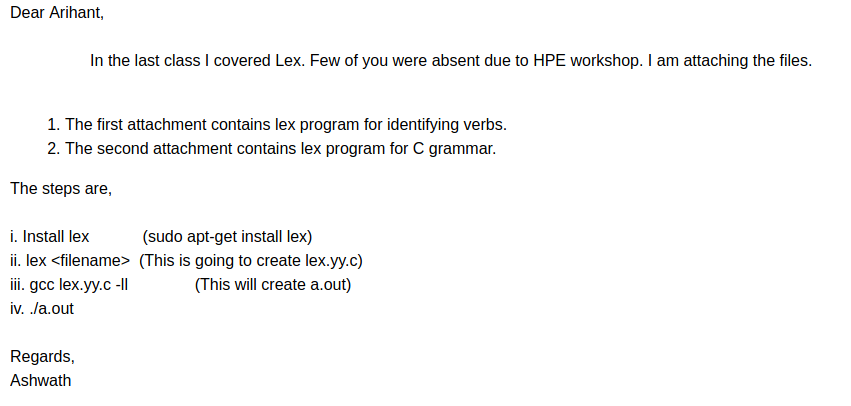 Dear Arihant,
In the last class I covered Lex. Few of you were absent due to HPE workshop. I am attaching the files.
1. The first attachment contains lex program for identifying verbs.
2. The second attachment contains lex program for C grammar.
The steps are,
i. Install lex (sudo apt-get install lex)
ii. lex <filename> (This is going to create lex.yy.c)
iii. gcc lex.yy.c -ll (This will create a.out)
iv. ./a.out
Regards,
Ashwath